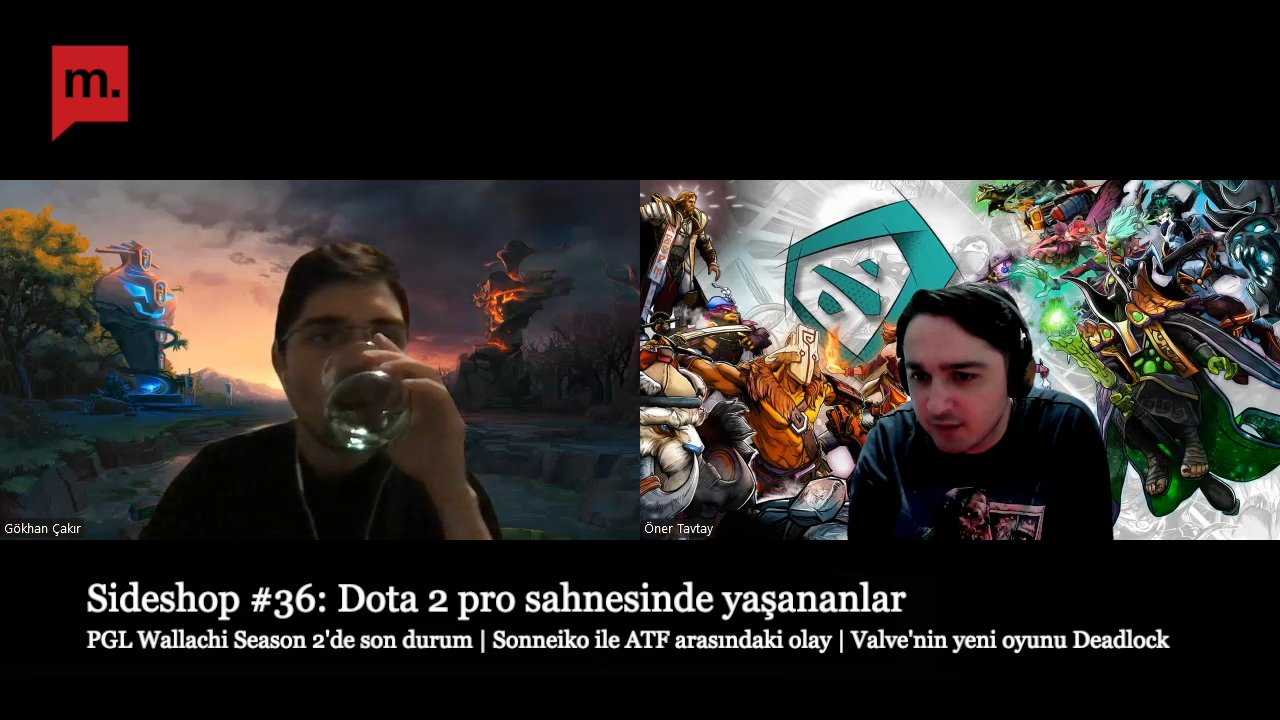 m.
Gökhan Çakır
Öner Tavtay
Sideshop #36: Dota 2 pro sahnesinde yaşananlar
PGL Wallachi Season 2'de son durum | Sonneiko ile ATF arasındaki olay | Valve'nin yeni oyunu Deadlock